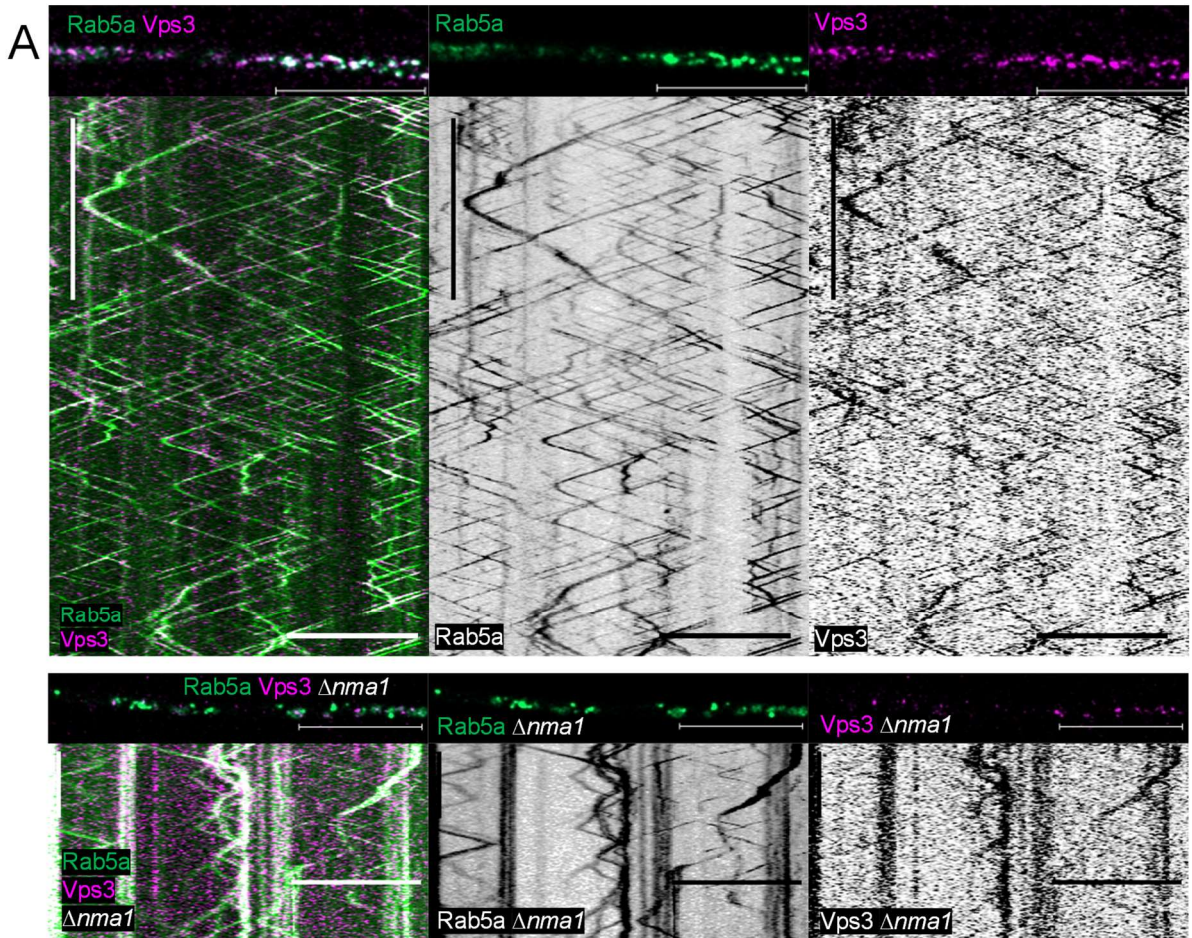 A
Rab5a Vps3
Rab5a
Vps3
Rab5a
Vps3
Rab5a
Vps3
Rab5a Vps3 Δnma1
Rab5a Δnma1
Vps3 Δnma1
Rab5a
Vps3
Δnma1
Rab5a Δnma1
Vps3 Δnma1